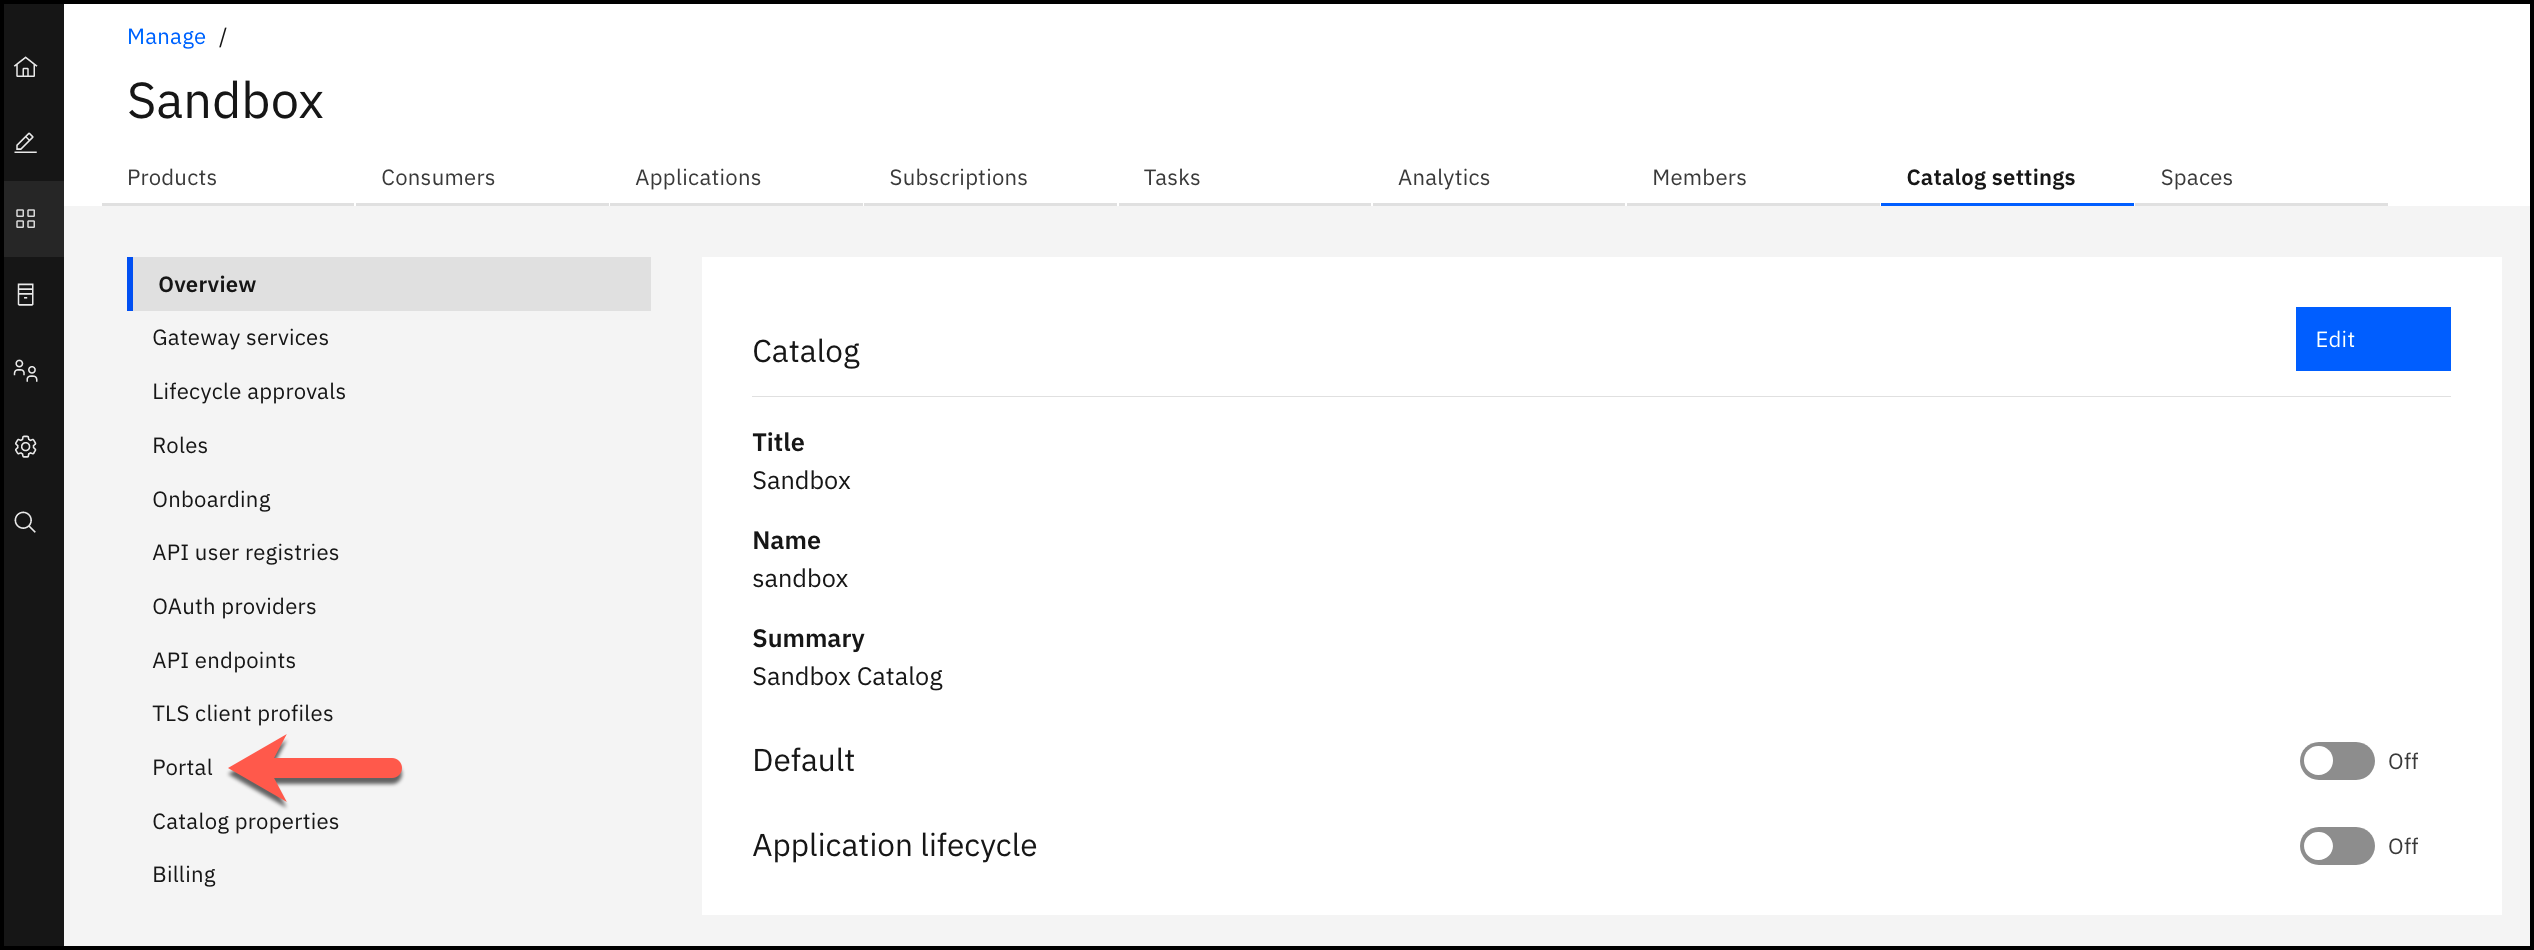 Manage /
Sandbox
Products Consumers Applications Subscriptions Tasks Analytics Members Catalog settings Spaces
Overview
Gateway services
Lifecycle approvals
Roles
Onboarding
API user registries
OAuth providers
API endpoints
TLS client profiles
Portal
Catalog properties
Billing
Catalog
Edit
Title
Sandbox
Name
sandbox
Summary
Sandbox Catalog
Default
Off
Application lifecycle
Off